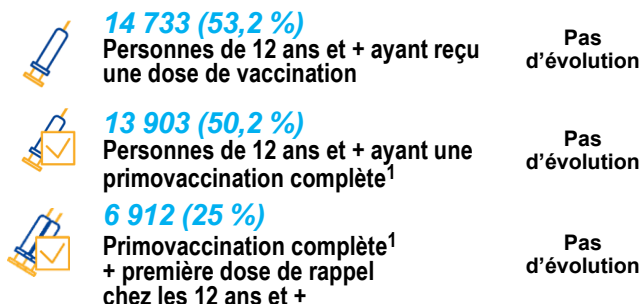 14 733 (53,2 %)
Personnes de 12 ans et + ayant reçu
une dose de vaccination
Pas
d'évolution
13 903 (50,2 %)
Personnes de 12 ans et + ayant une
primovaccination complète1
Pas
d'évolution
6 912 (25 %)
Primovaccination complète1
+ première dose de rappel
chez les 12 ans et +
Pas
d'évolution